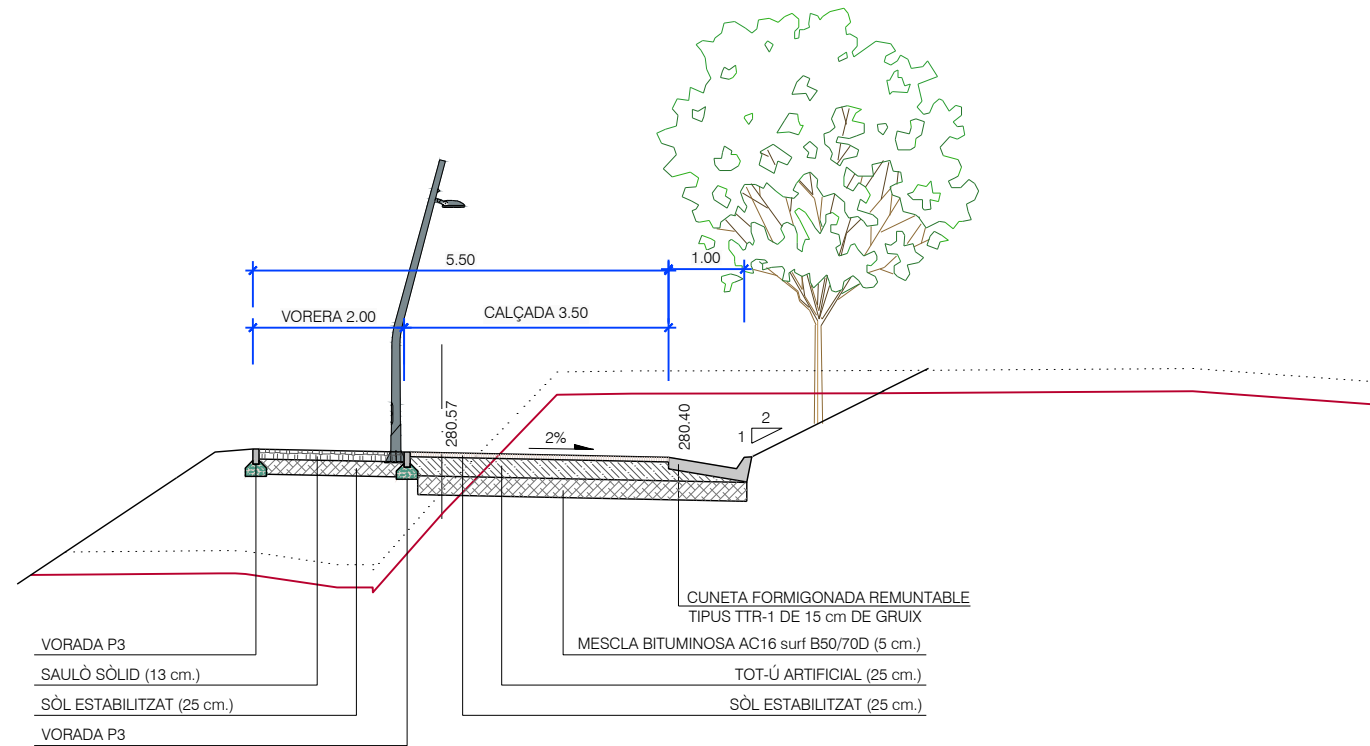 5.50
1.00
VORERA 2.00
CALÇADA 3.50
280.57
2%
280.40
1
2
CUNETA FORMIGONADA REMUNTABLE
TIPUS TTR-1 DE 15 cm DE GRUIX
VORADA P3
MESCLA BITUMINOSA AC16 surf B50/70D (5 cm.)
SAULÒ SÒLID (13 cm.)
TOT-Ú ARTIFICIAL (25 cm.)
SÒL ESTABILITZAT (25 cm.)
SÒL ESTABILITZAT (25 cm.)
VORADA P3